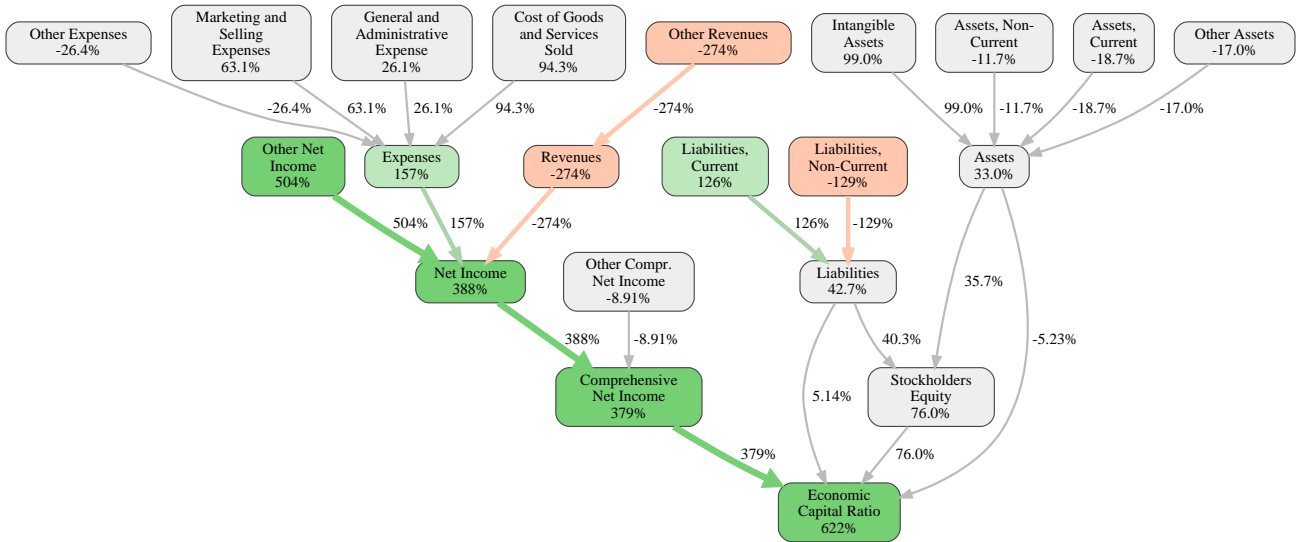 Other Expenses
-26.4%
Marketing and
Selling
Expenses
63.1%
General and
Administrative
Expense
26.1%
Cost of Goods
and Services
Sold
94.3%
Other Revenues
-274%
Intangible
Assets
99.0%
Assets, Non-
Current
-11.7%
Assets,
Current
-18.7%
Other Assets
-17.0%
-26.4%
63.1%
26.1%
94.3%
-274%
99.0%
-11.7%
-18.7%
-17.0%
Other Net
Income
504%
Expenses
157%
Revenues
-274%
Liabilities,
Current
126%
Liabilities,
Non-Current
-129%
Assets
33.0%
504%
157%
-274%
126%
-129%
Net Income
388%
Other Compr.
Net Income
-8.91%
Liabilities
42.7%
35.7%
388%
-8.91%
40.3%
-5.23%
Comprehensive
Net Income
379%
5.14%
Stockholders
Equity
76.0%
379%
76.0%
Economic
Capital Ratio
622%